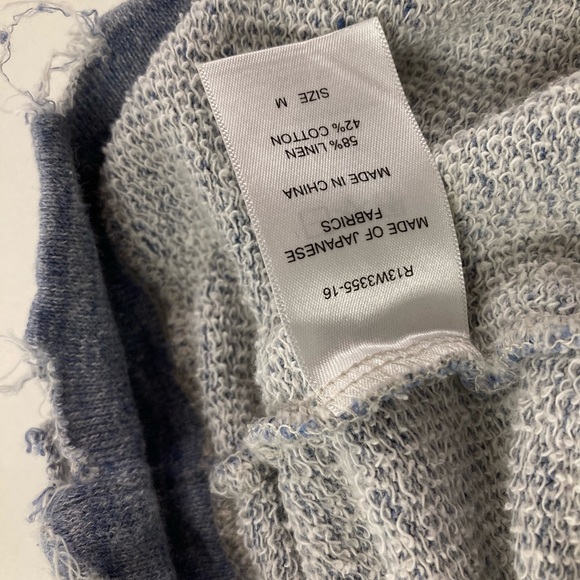 R13W3355-16
MADE OF JAPANESE
FABRICS
MADE IN CHINA
58% LINEN
42% COTTON
SIZE M